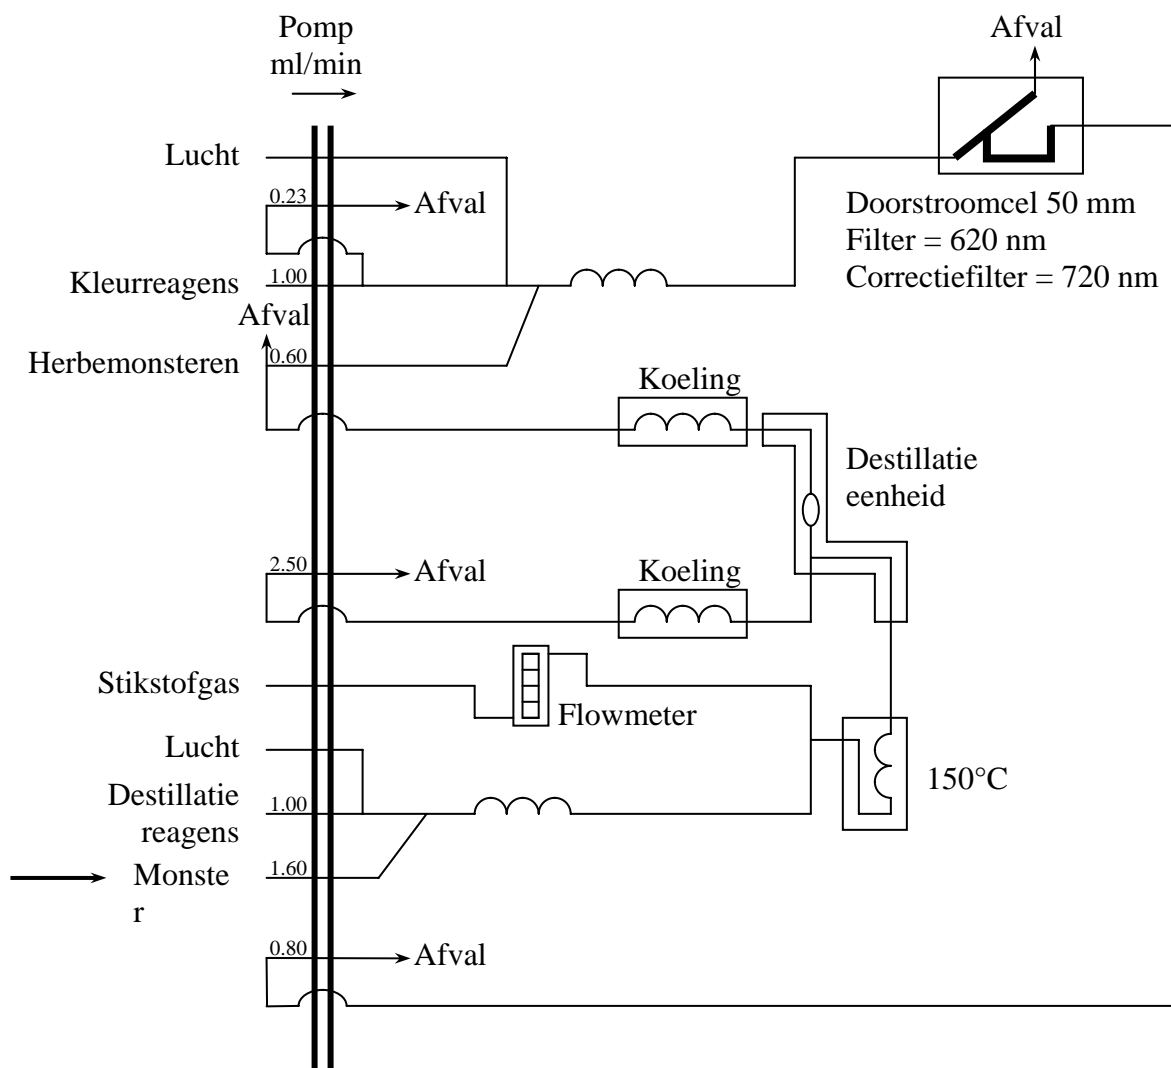 Pomp
ml/min
Afval
Lucht
0.23
Afval
Doorstroomcel 50 mm
Filter = 620 nm
Correctiefilter = 720 nm
Kleurreagens
1.00
Afval
Herbemonsteren
0.60
Koeling
Destillatie
eenheid
2.50
Afval
Koeling
Stikstofgas
Flowmeter
Lucht
150°C
Destillatie
reagens
1.00
Monste
r
1.60
0.80
Afval